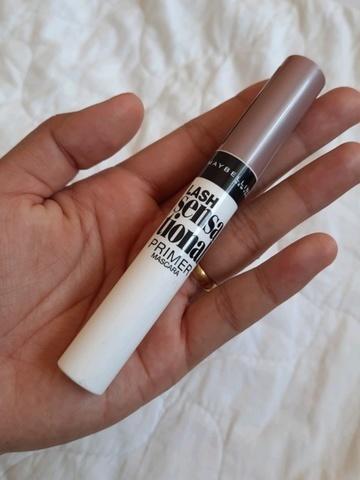 MAYBELLINE
LASH
sensa
tional
PRIMER
MASCARA